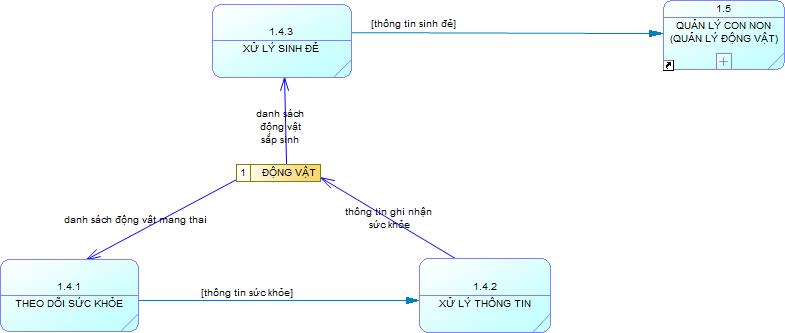 1.4.3
XỬ LÝ SINH ĐẺ
[thông tin sinh đẻ]
1.5
QUẢN LÝ CON NON
(QUẢN LÝ ĐỘNG VẬT)
danh sách
động vật
sắp sinh
1 ĐỘNG VẬT
danh sách động vật mang thai
thông tin ghi nhận
sức khỏe
1.4.1
THEO DÕI SỨC KHỎE
[thông tin sức khỏe]
1.4.2
XỬ LÝ THÔNG TIN